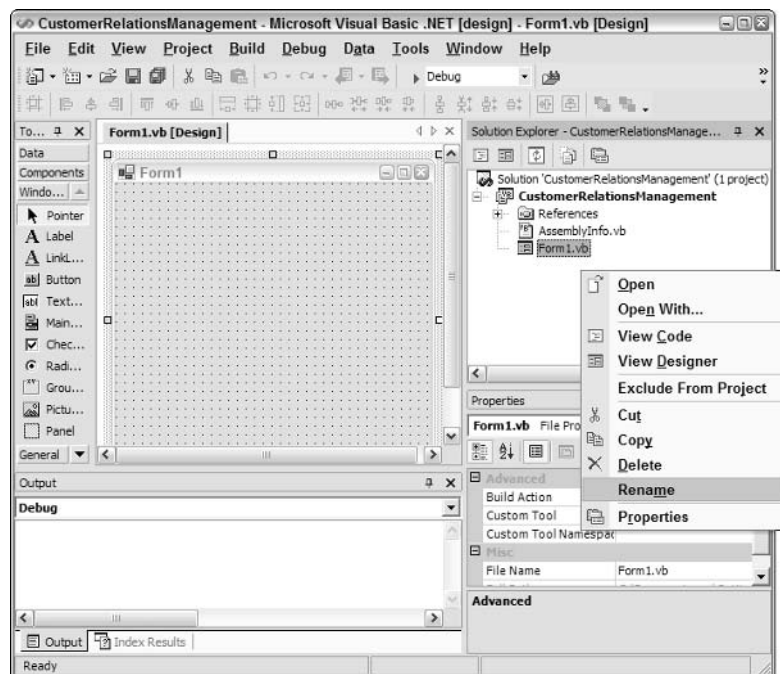 CustomerRelationsManagement - Microsoft Visual Basic .NET [design] - Form1.vb [Design]
File Edit View Project Build Debug Data Tools Window Help
Debug
To...
Form1.vb [Design]
Solution Explorer - CustomerRelationsManage...
Data
Components
Windo...
Pointer
Label
LinkL...
Button
Text...
Main...
Chec...
Radi...
Grou...
Pictu...
Panel
General
Form1
Solution 'CustomerRelationsManagement' (1 project)
CustomerRelationsManagement
References
AssemblyInfo.vb
Form1.vb
Open
Open With...
View Code
View Designer
Exclude From Project
Cut
Copy
Delete
Rename
Properties
Properties
Form1.vb File Pro
Advanced
Build Action
Custom Tool
Custom Tool Namespac
Misc
File Name Form1.vb
Advanced
Output
Debug
Output Index Results
Ready